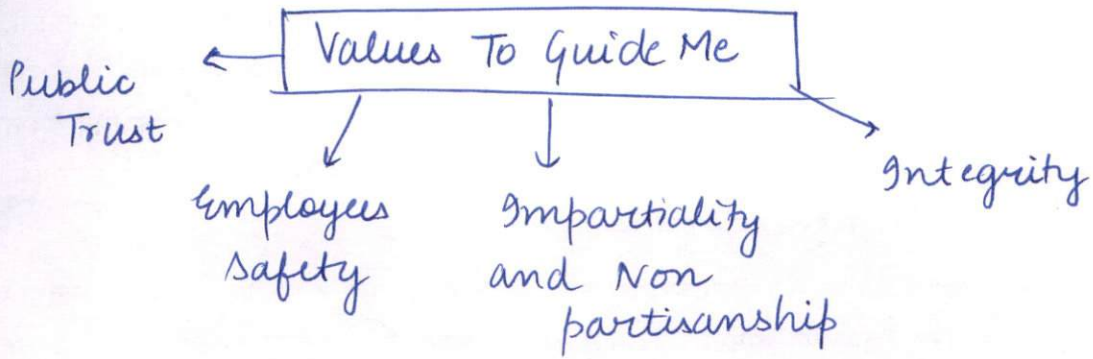 Values To Guide Me
Public
Trust
Employees
Safety
Impartiality
and Non
partisanship
Integrity